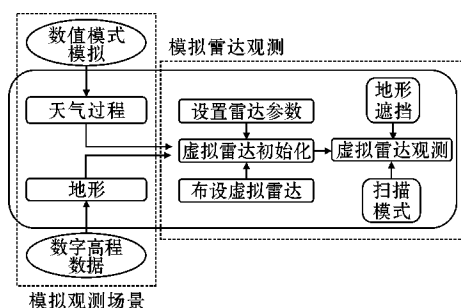 数值模式
模拟
模拟雷达观测
天气过程
设置雷达参数
地形
遮挡
虚拟雷达初始化
虚拟雷达观测
地形
布设虚拟雷达
扫描
模式
数字高程
数据
模拟观测场景